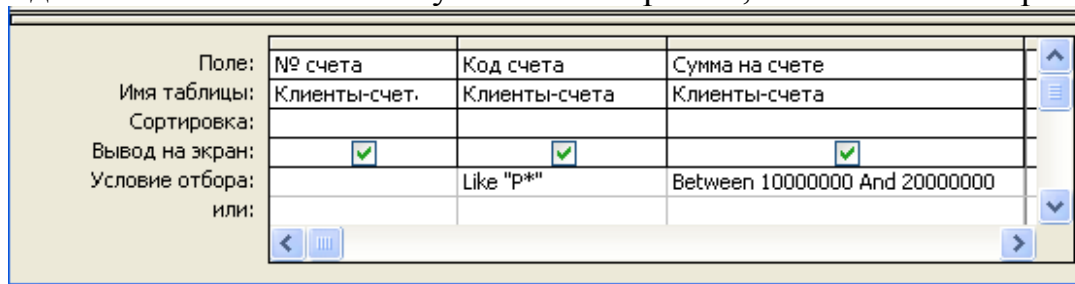 Поле: № счета Код счета Сумма на счете
Имя таблицы: Клиенты-счет. Клиенты-счета Клиенты-счета
Сортировка:
Вывод на экран:
Условие отбора: Like "Р*" Between 10000000 And 20000000
или: